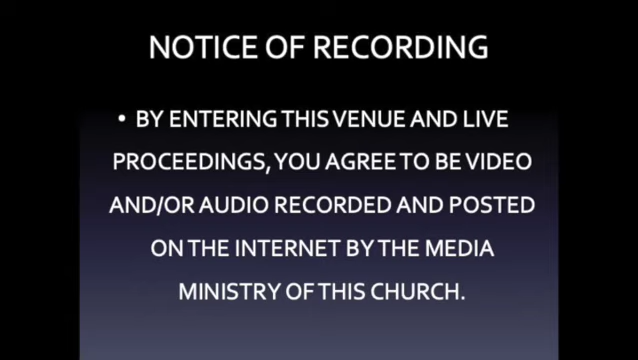 NOTICE OF RECORDING
• BY ENTERING THIS VENUE AND LIVE
PROCEEDINGS, YOU AGREE TO BE VIDEO
AND/OR AUDIO RECORDED AND POSTED
ON THE INTERNET BY THE MEDIA
MINISTRY OF THIS CHURCH.